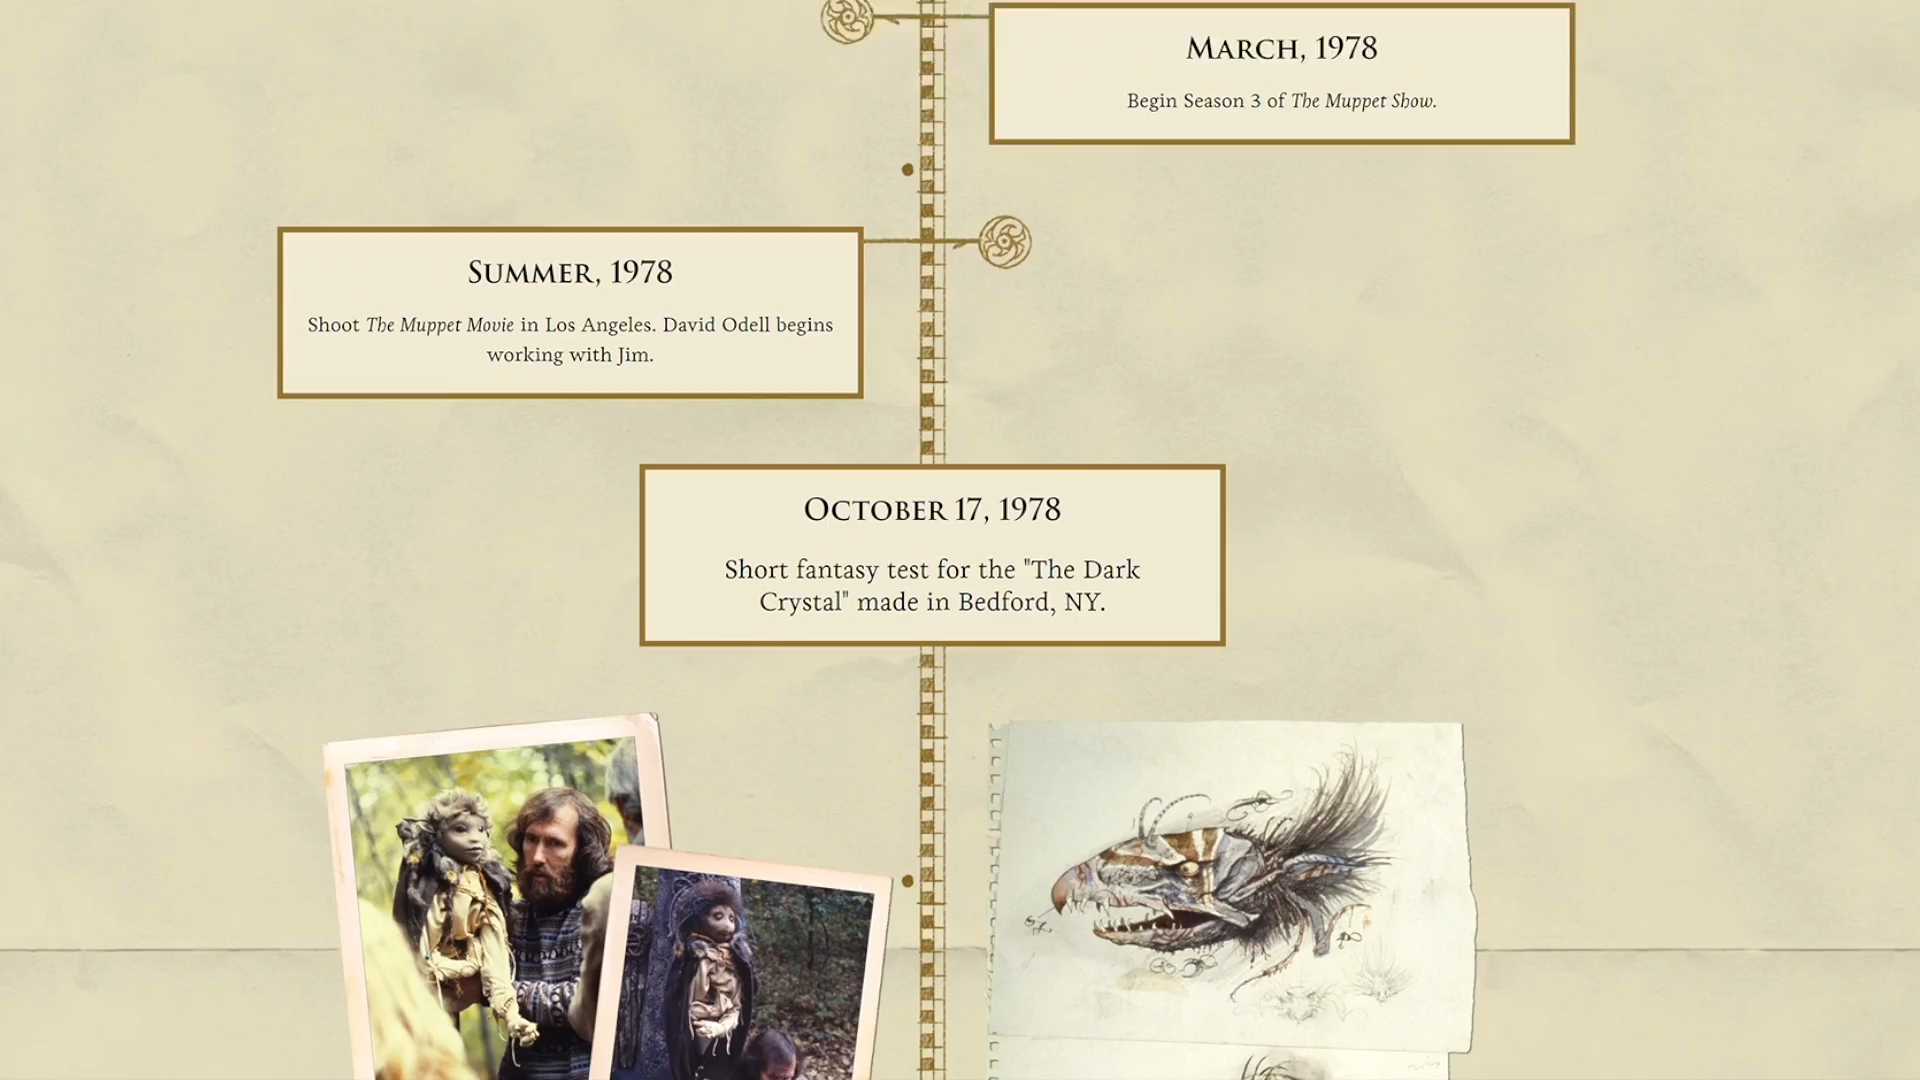 March, 1978
Begin Season 3 of The Muppet Show.
Summer, 1978
Shoot The Muppet Movie in Los Angeles. David Odell begins
working with Jim.
October 17, 1978
Short fantasy test for the "The Dark
Crystal" made in Bedford, NY.